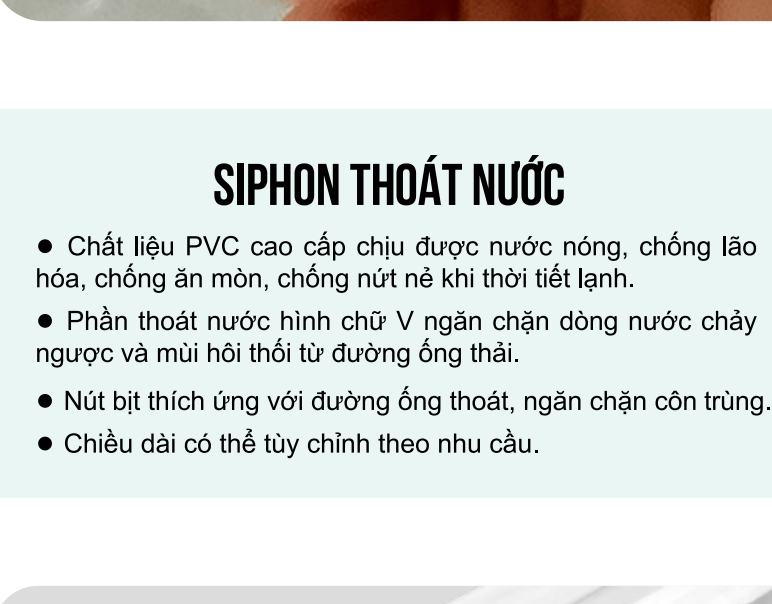 SIPHON THOÁT NƯỚC
● Chất liệu PVC cao cấp chịu được nước nóng, chống lão
hóa, chống ăn mòn, chống nứt nẻ khi thời tiết lạnh.
● Phần thoát nước hình chữ V ngăn chặn dòng nước chảy
ngược và mùi hôi thối từ đường ống thải.
● Nút bịt thích ứng với đường ống thoát, ngăn chặn côn trùng.
● Chiều dài có thể tùy chỉnh theo nhu cầu.